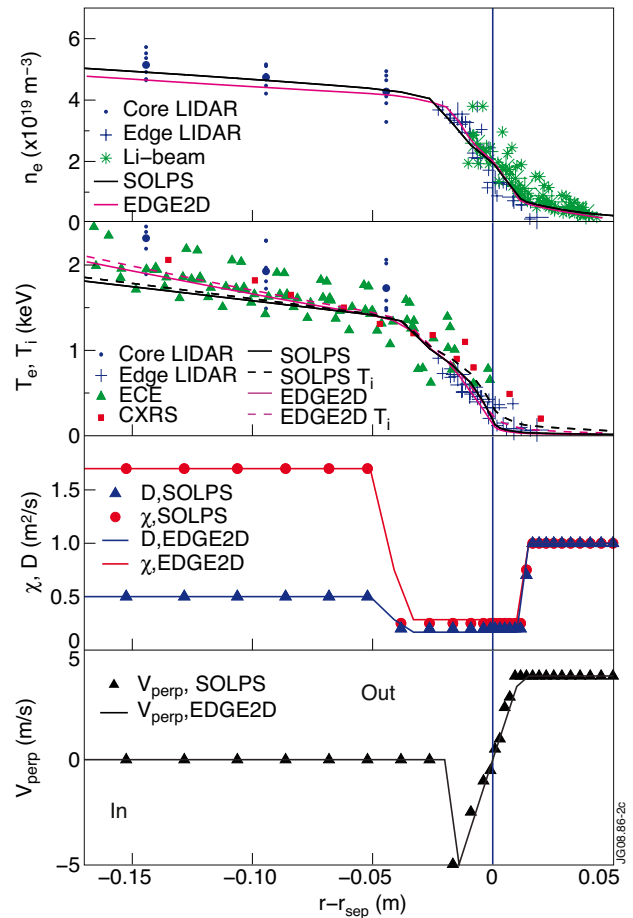 6
4
2
0
n_e (x10^19 m^-3)
Core LIDAR
Edge LIDAR
Li-beam
SOLPS
EDGE2D
2
1
0
T_e, T_i (keV)
Core LIDAR
Edge LIDAR
ECE
CXRS
SOLPS
SOLPS T_i
EDGE2D
EDGE2D T_i
1.5
1.0
0.5
0
χ, D (m²/s)
D,SOLPS
χ,SOLPS
D,EDGE2D
χ,EDGE2D
5
0
-5
V_perp (m/s)
V_perp, SOLPS
V_perp,EDGE2D
Out
In
-0.15
-0.10
-0.05
0
0.05
r-r_sep (m)
JG08.86-2c